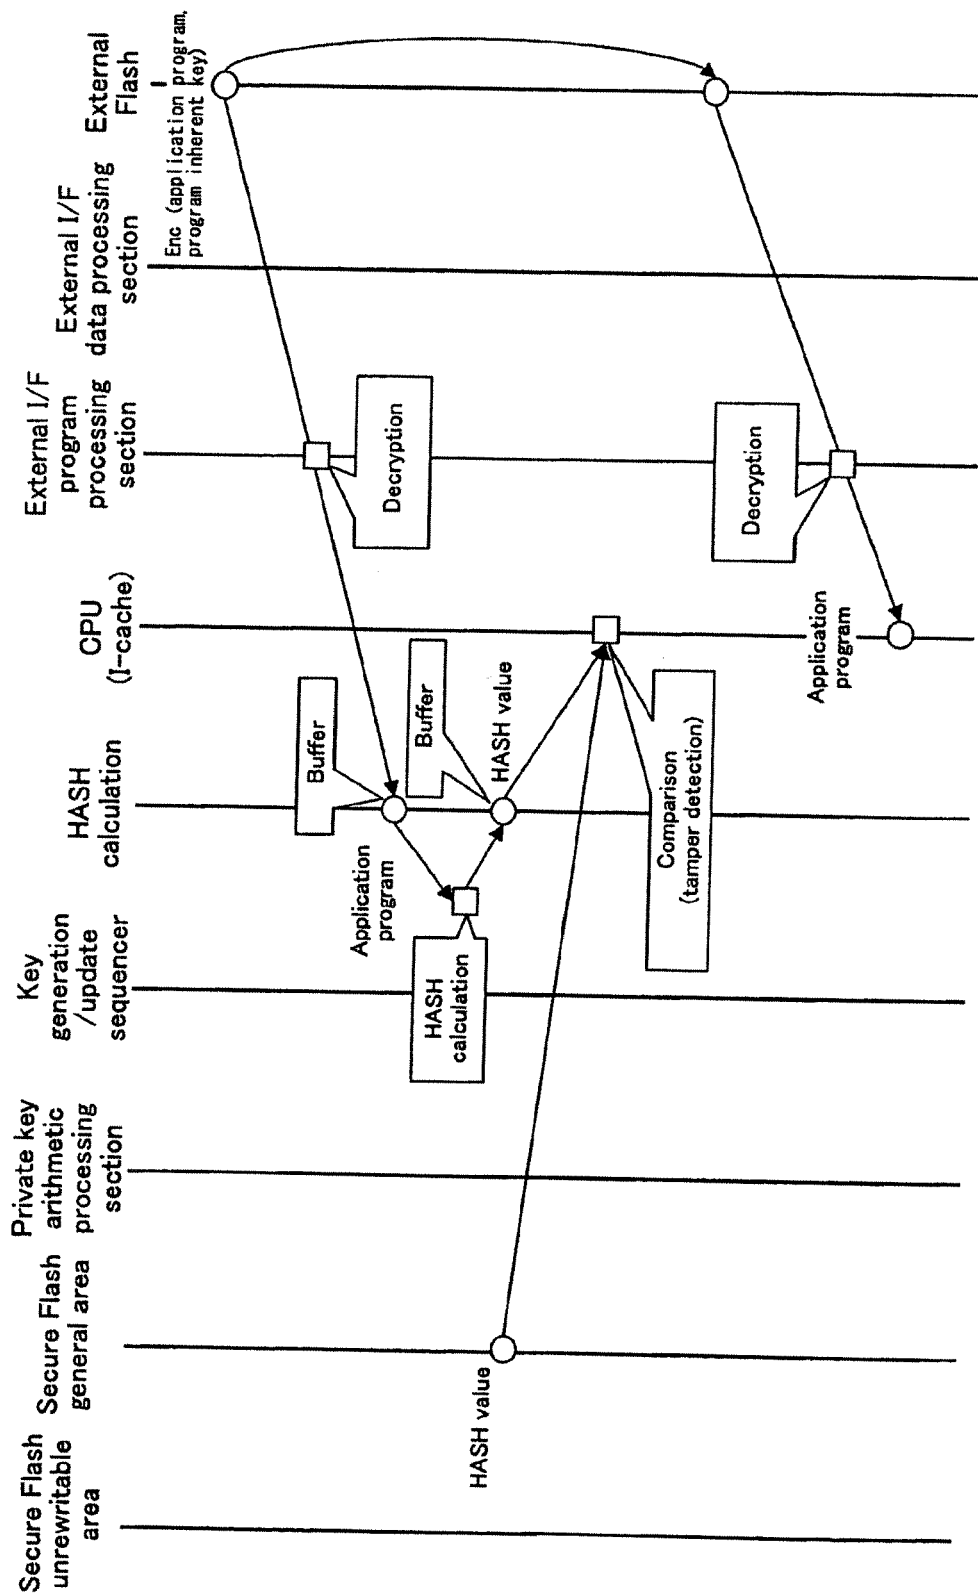 Secure Flash
unrewritable
area
Secure Flash
general area
Private key
arithmetic
processing
section
Key
generation
/update
sequencer
HASH
calculation
CPU
(I-cache)
External I/F
program
processing
section
External I/F
data processing
section
External
Flash
Enc (application program,
program inherent key)
Decryption
Buffer
Application
program
HASH
calculation
Buffer
HASH value
HASH value
Comparison
(tamper detection)
Decryption
Application
program